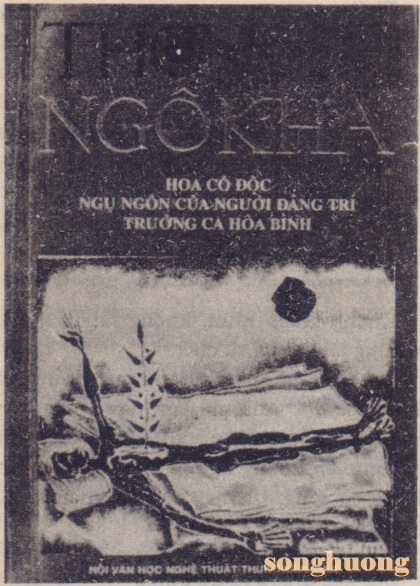 THƠ
NGÔ KHA
HOA CÔ ĐỘC
NGỤ NGÔN CỦA NGƯỜI ĐÃNG TRÍ
TRƯỜNG CA HÒA BÌNH
HỘI VĂN HỌC NGHỆ THUẬT
songhuong